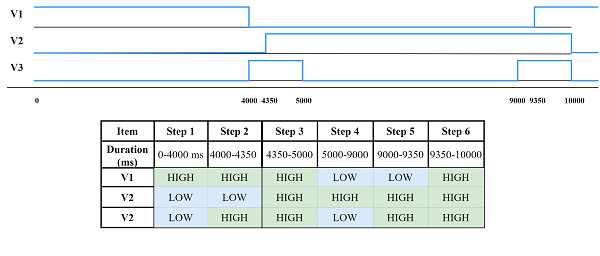 V1
V2
V3
0 4000 4350 5000 9000 9350 10000
Item Step 1 Step 2 Step 3 Step 4 Step 5 Step 6
Duration (ms) 0-4000 ms 4000-4350 4350-5000 5000-9000 9000-9350 9350-10000
V1 HIGH HIGH HIGH LOW LOW HIGH
V2 LOW LOW HIGH HIGH HIGH HIGH
V2 LOW HIGH HIGH LOW HIGH HIGH